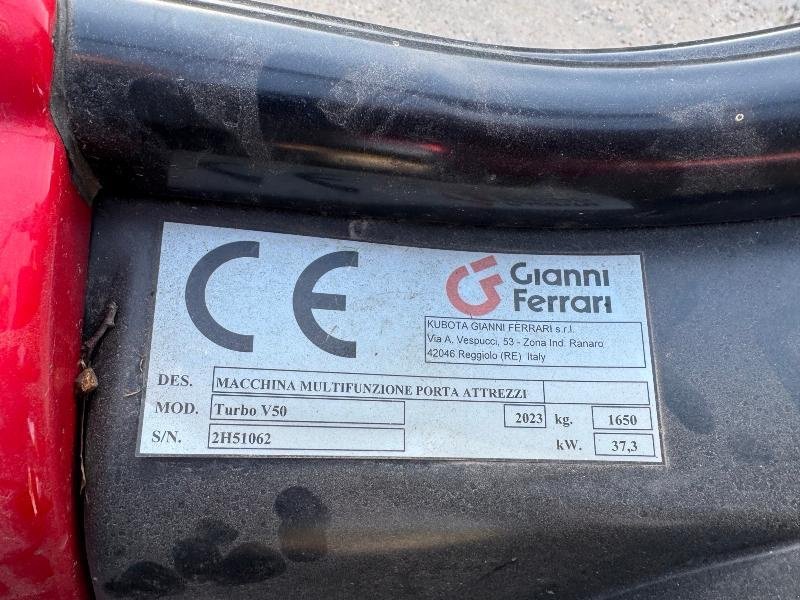 CE
Gianni
Ferrari
KUBOTA GIANNI FERRARI s.r.l.
Via A. Vespucci, 53 - Zona Ind. Ranaro
42046 Reggiolo (RE) Italy
DES. MACCHINA MULTIFUNZIONE PORTA ATTREZZI
MOD. Turbo V50 2023 kg. 1650
S/N. 2H51062 kW. 37,3